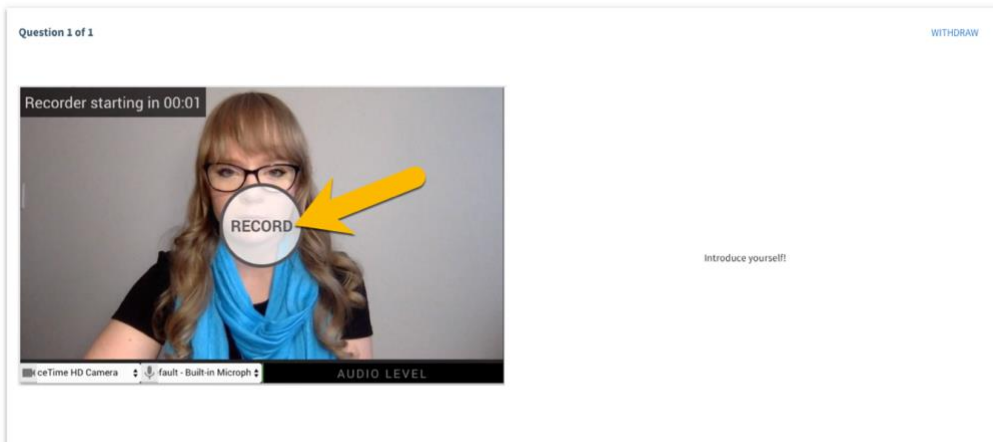 Question 1 of 1
WITHDRAW
Recorder starting in 00:01
RECORD
Introduce yourself!
ceTime HD Camera
fault - Built-in Microph
AUDIO LEVEL